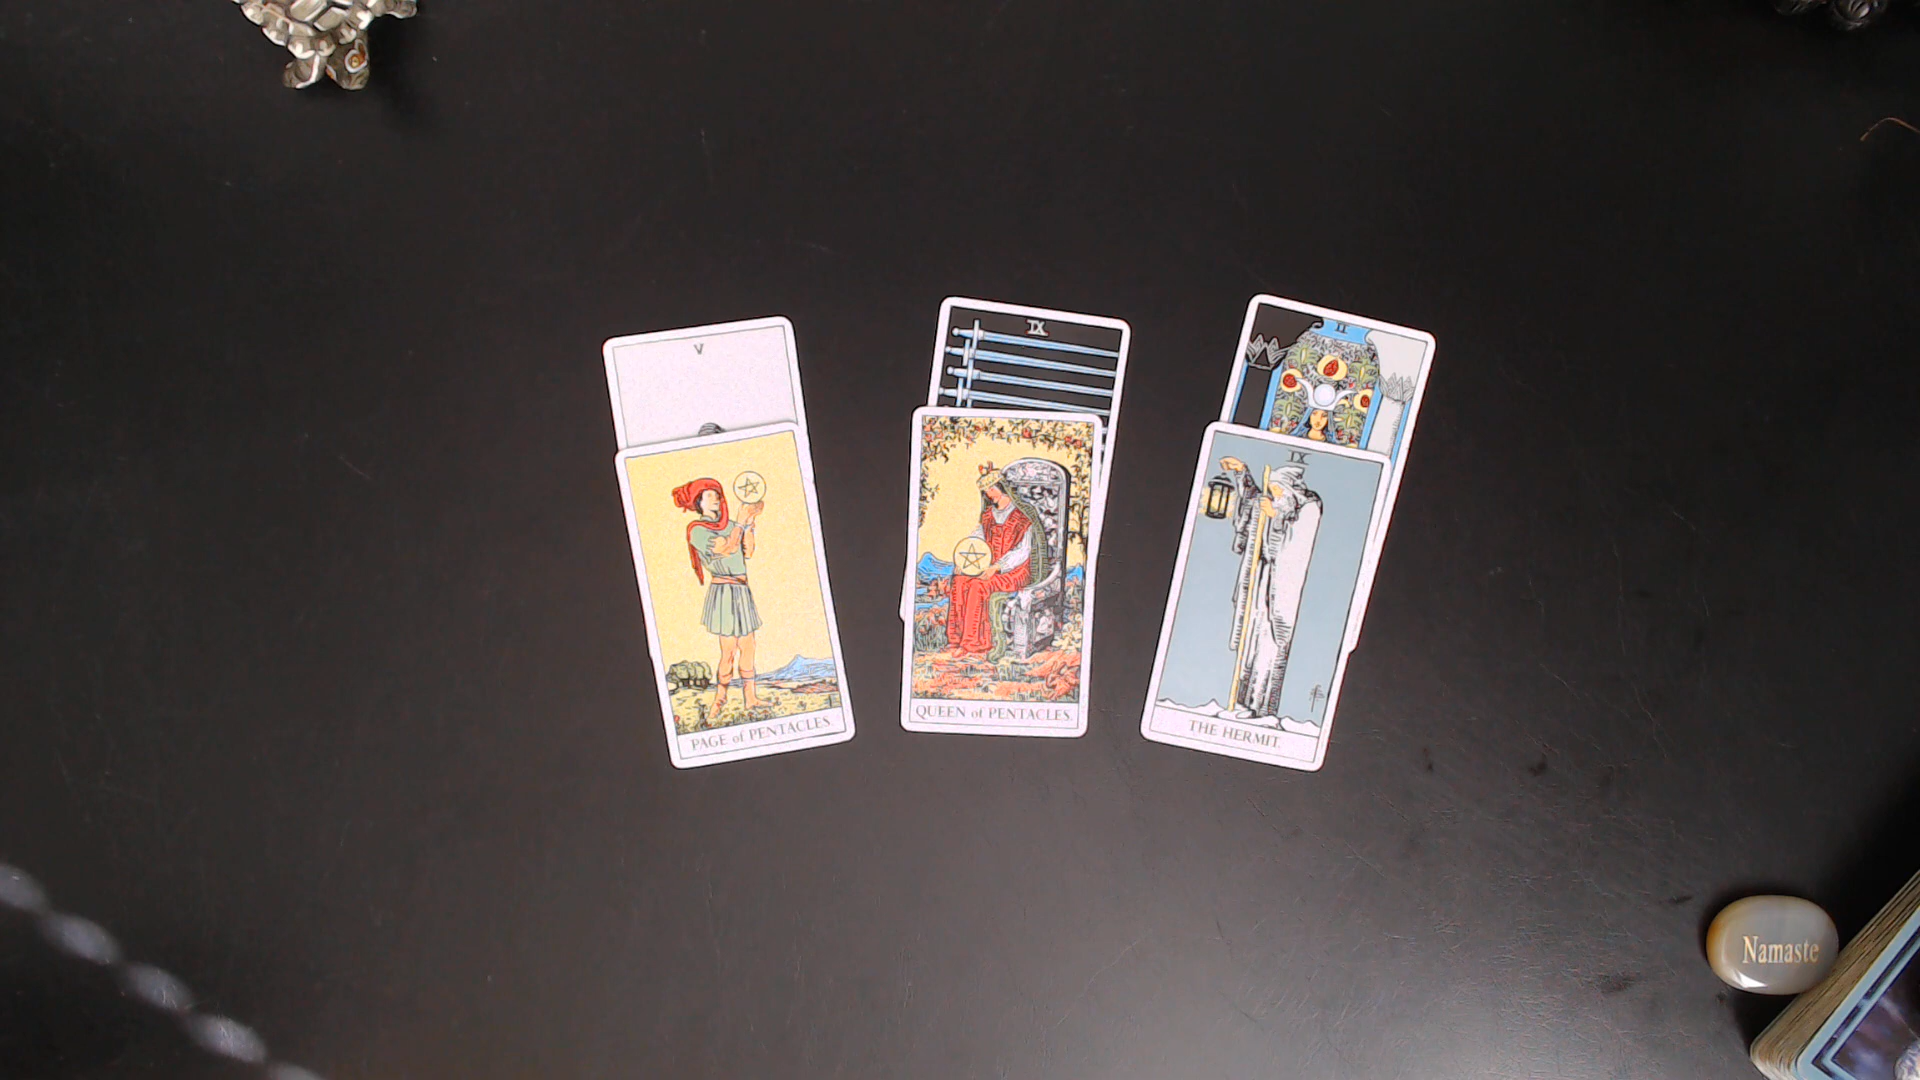 V
IX
II
PAGE of PENTACLES.
QUEEN of PENTACLES.
IX
THE HERMIT.
Namaste